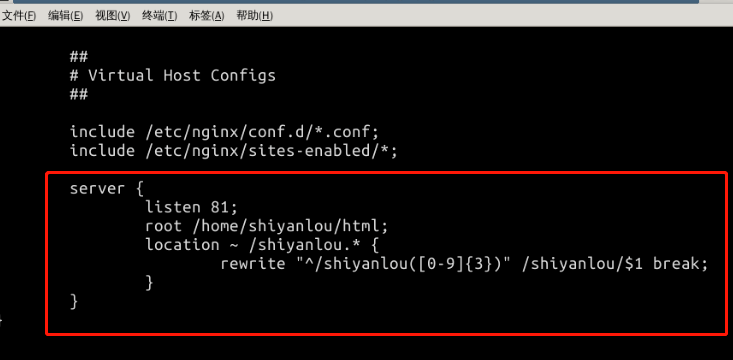 文件(F) 编辑(E) 视图(V) 终端(T) 标签(A) 帮助(H)
##
# Virtual Host Configs
##
include /etc/nginx/conf.d/*.conf;
include /etc/nginx/sites-enabled/*;
server {
listen 81;
root /home/shiyanlou/html;
location ~ /shiyanlou.* {
rewrite "^/shiyanlou([0-9]{3})" /shiyanlou/$1 break;
}
}